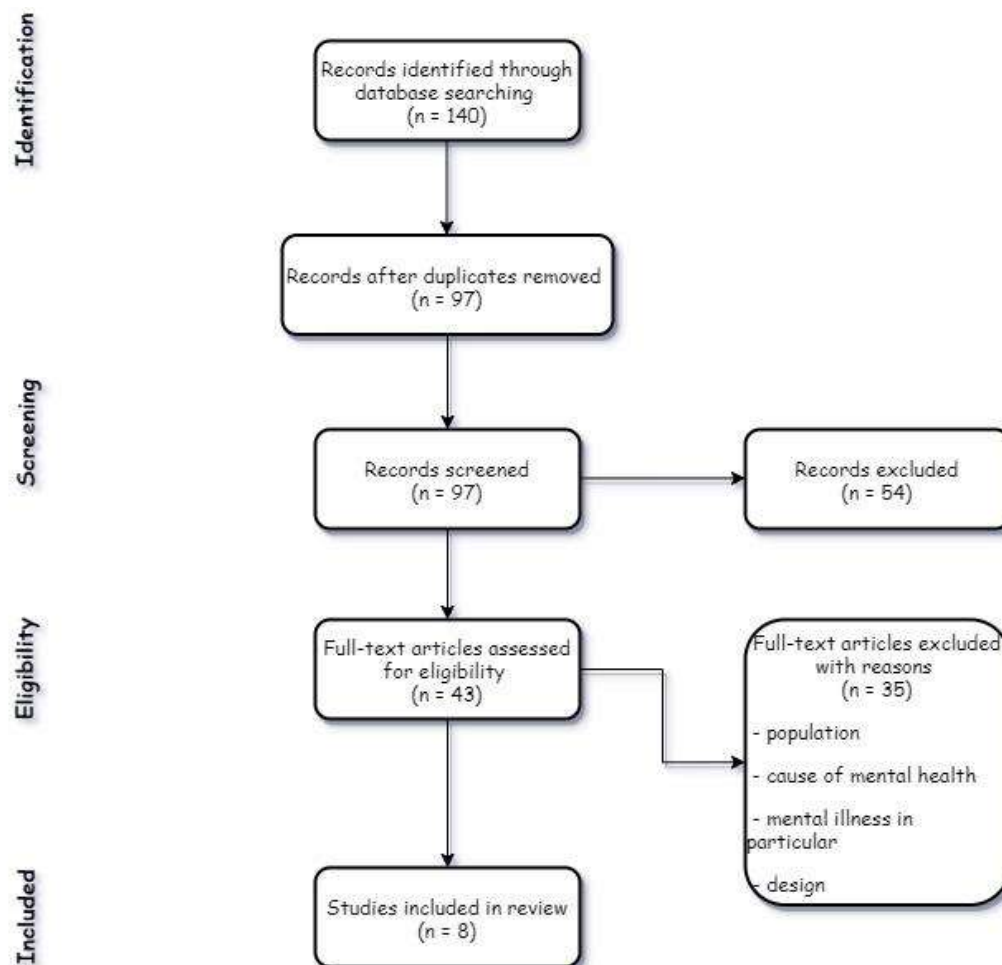 Identification
Records identified through
database searching
(n = 140)
Records after duplicates removed
(n = 97)
Screening
Records screened
(n = 97)
Records excluded
(n = 54)
Eligibility
Full-text articles assessed
for eligibility
(n = 43)
Full-text articles excluded
with reasons
(n = 35)
- population
- cause of mental health
- mental illness in
particular
- design
Included
Studies included in review
(n = 8)